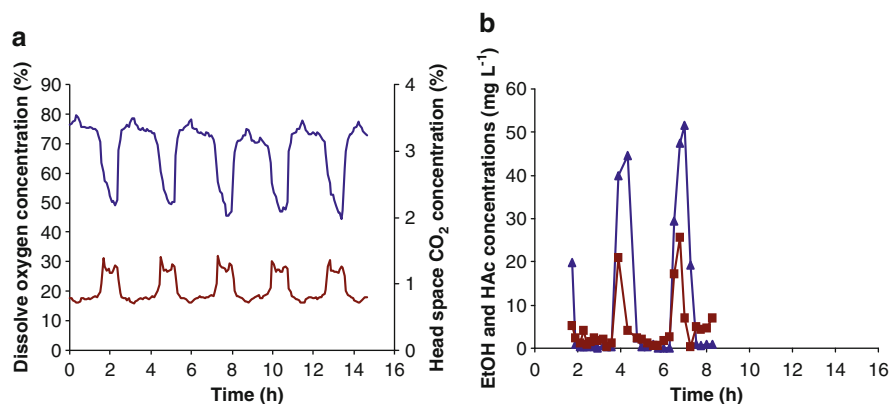 a
Dissolve oxygen concentration (%)
90
80
70
60
50
40
30
20
10
0
Head space CO2 concentration (%)
4
3
2
1
0
0 2 4 6 8 10 12 14 16
Time (h)
b
EtOH and HAc concentrations (mg L-1)
60
50
40
30
20
10
0
0 2 4 6 8 10 12 14 16
Time (h)